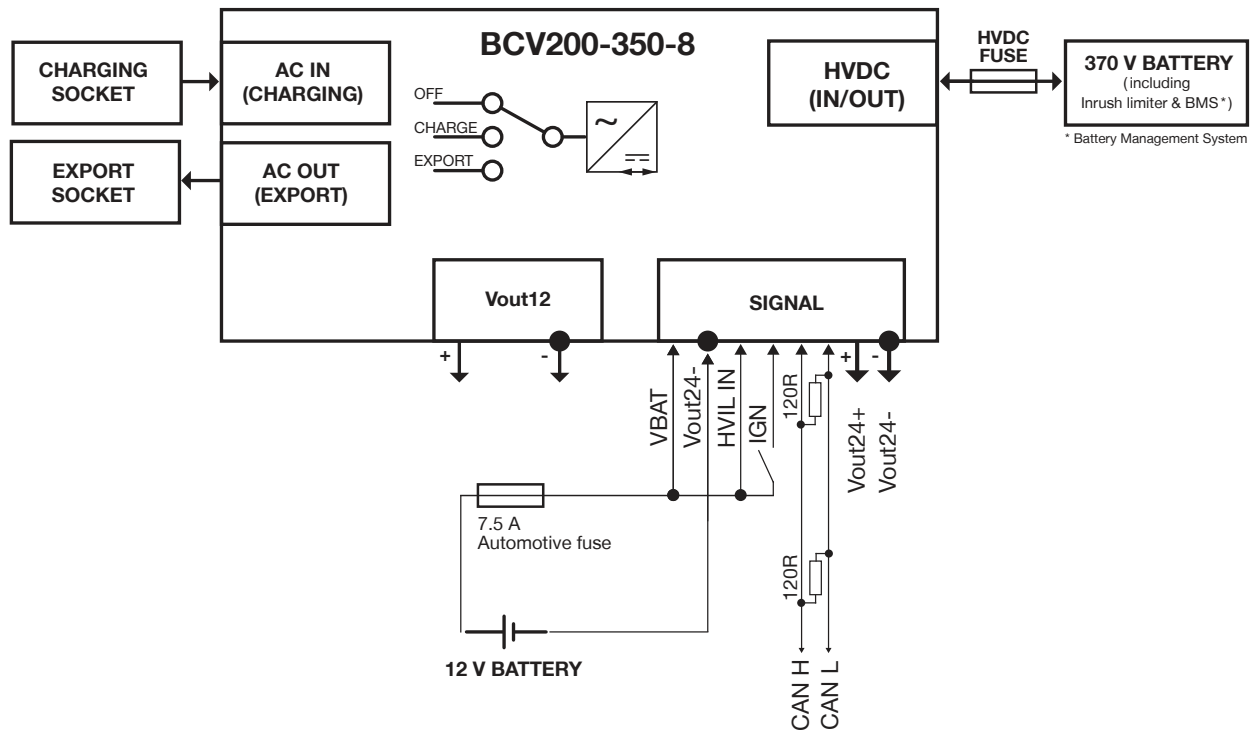 BCV200-350-8
CHARGING
SOCKET
AC IN
(CHARGING)
EXPORT
SOCKET
AC OUT
(EXPORT)
OFF
CHARGE
EXPORT
~
HVDC
(IN/OUT)
HVDC
FUSE
370 V BATTERY
(including
Inrush limiter & BMS*)
* Battery Management System
Vout12
SIGNAL
+
-
+
-
VBAT
Vout24-
HVIL IN
IGN
120R
Vout24+
Vout24-
7.5 A
Automotive fuse
120R
12 V BATTERY
CAN H
CAN L